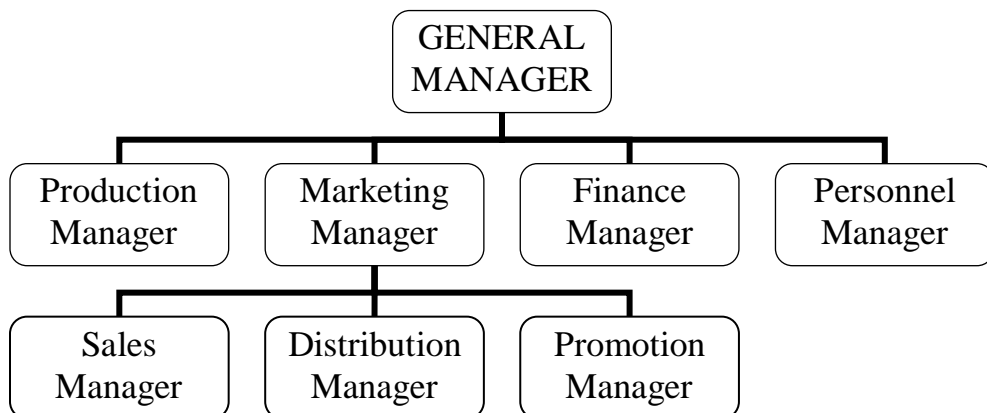 GENERAL
MANAGER
Production
Manager
Marketing
Manager
Finance
Manager
Personnel
Manager
Sales
Manager
Distribution
Manager
Promotion
Manager